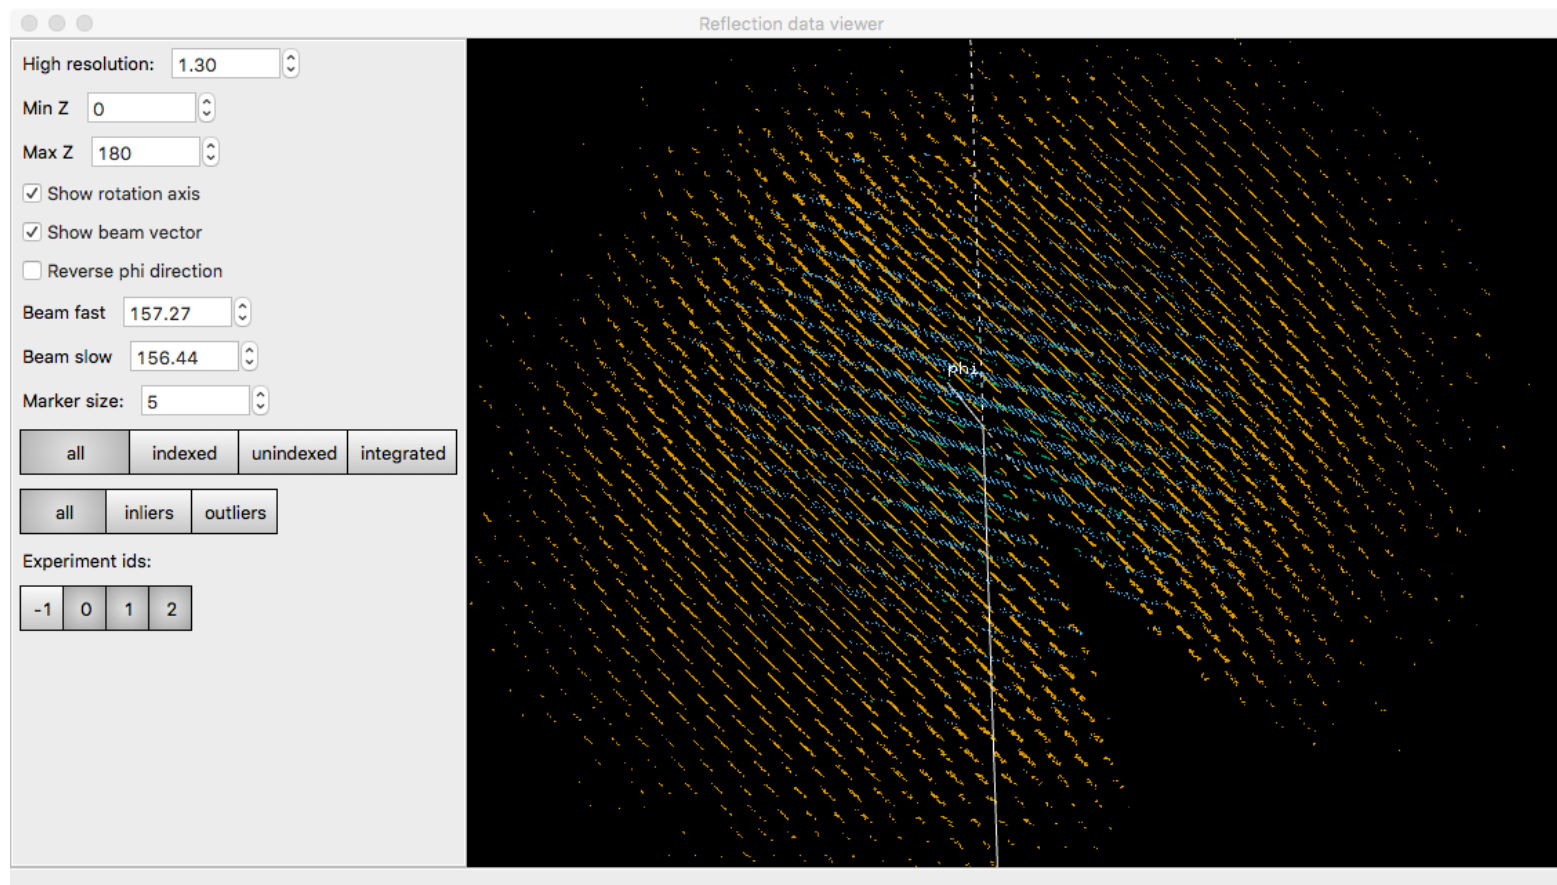 Reflection data viewer
High resolution: 1.30
Min Z 0
Max Z 180
Show rotation axis
Show beam vector
Reverse phi direction
Beam fast 157.27
Beam slow 156.44
Marker size: 5
all indexed unindexed integrated
all inliers outliers
Experiment ids:
-1 0 1 2
phi